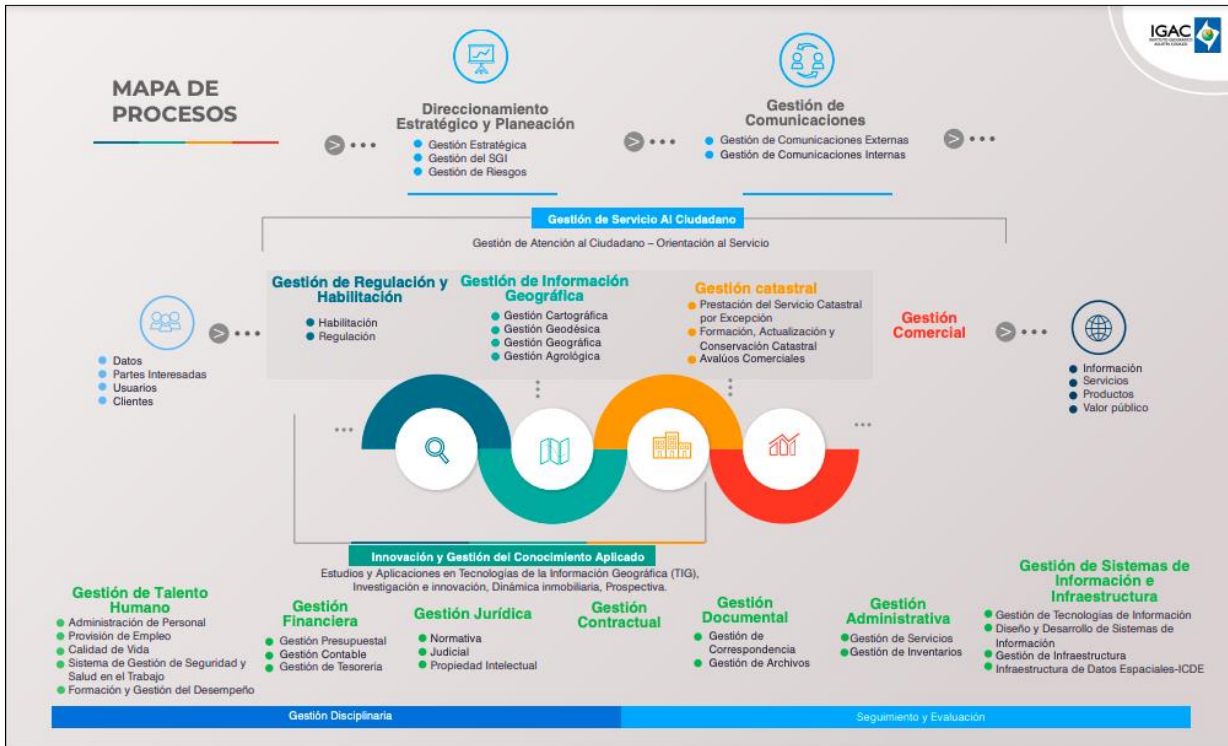 IGAC
INSTITUTO GEOGRÁFICO
AGUSTÍN CODAZZI
MAPA DE
PROCESOS
Direccionamiento
Estratégico y Planeación
Gestión Estratégica
Gestión del SGI
Gestión de Riesgos
Gestión de
Comunicaciones
Gestión de Comunicaciones Externas
Gestión de Comunicaciones Internas
Gestión de Servicio Al Ciudadano
Gestión de Atención al Ciudadano – Orientación al Servicio
Datos
Partes Interesadas
Usuarios
Clientes
Gestión de Regulación y
Habilitación
Habilitación
Regulación
Gestión de Información
Geográfica
Gestión Cartográfica
Gestión Geodésica
Gestión Geográfica
Gestión Agrológica
Gestión catastral
Prestación del Servicio Catastral
por Excepción
Formación, Actualización y
Conservación Catastral
Avalúos Comerciales
Gestión
Comercial
Información
Servicios
Productos
Valor público
Innovación y Gestión del Conocimiento Aplicado
Estudios y Aplicaciones en Tecnologías de la Información Geográfica (TIG),
Investigación e innovación, Dinámica inmobiliaria, Prospectiva.
Gestión de Talento
Humano
Administración de Personal
Provisión de Empleo
Calidad de Vida
Sistema de Gestión de Seguridad y
Salud en el Trabajo
Formación y Gestión del Desempeño
Gestión
Financiera
Gestión Presupuestal
Gestión Contable
Gestión de Tesorería
Gestión Jurídica
Normativa
Judicial
Propiedad Intelectual
Gestión
Contractual
Gestión
Documental
Gestión de
Correspondencia
Gestión de Archivos
Gestión
Administrativa
Gestión de Servicios
Gestión de Inventarios
Gestión de Sistemas de
Información e
Infraestructura
Gestión de Tecnologías de Información
Diseño y Desarrollo de Sistemas de
Información
Gestión de Infraestructura
Infraestructura de Datos Espaciales-ICDE
Gestión Disciplinaria
Seguimiento y Evaluación